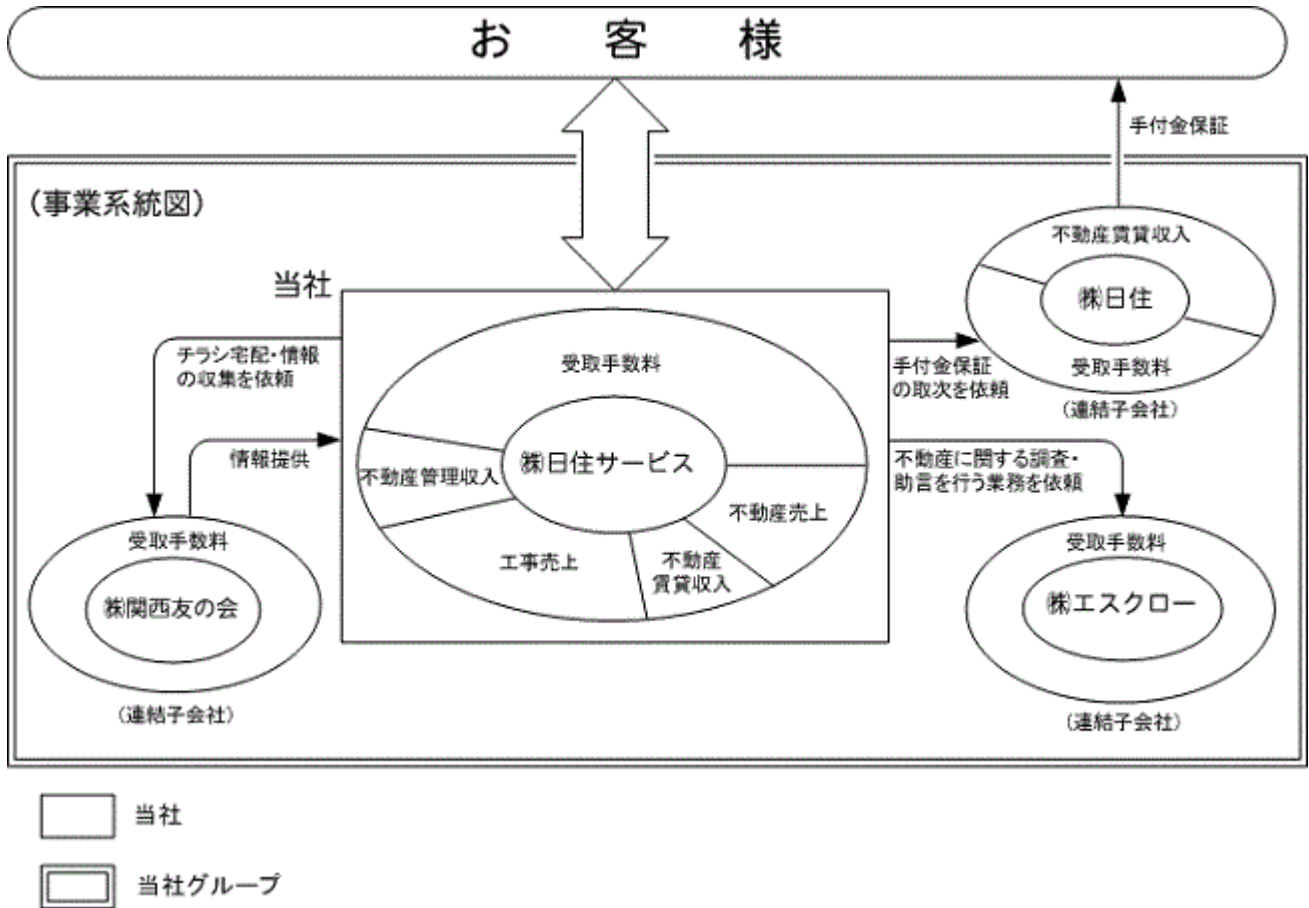 お客様
手付金保証
(事業系統図)
不動産賃貸収入
㈱日住
受取手数料
(連結子会社)
当社
チラシ宅配・情報
の収集を依頼
情報提供
受取手数料
㈱日住サービス
不動産管理収入
工事売上
不動産
賃貸収入
不動産売上
手付金保証
の取次を依頼
不動産に関する調査・
助言を行う業務を依頼
受取手数料
㈱関西友の会
(連結子会社)
受取手数料
㈱エスクロー
(連結子会社)
当社
当社グループ